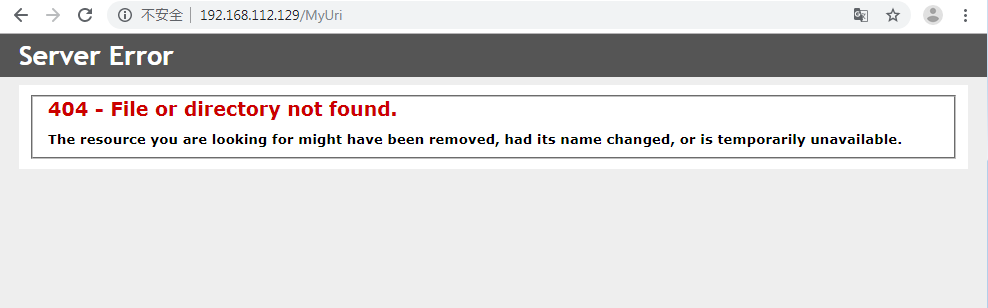 不安全 192.168.112.129/MyUri
Server Error
404 - File or directory not found.
The resource you are looking for might have been removed, had its name changed, or is temporarily unavailable.